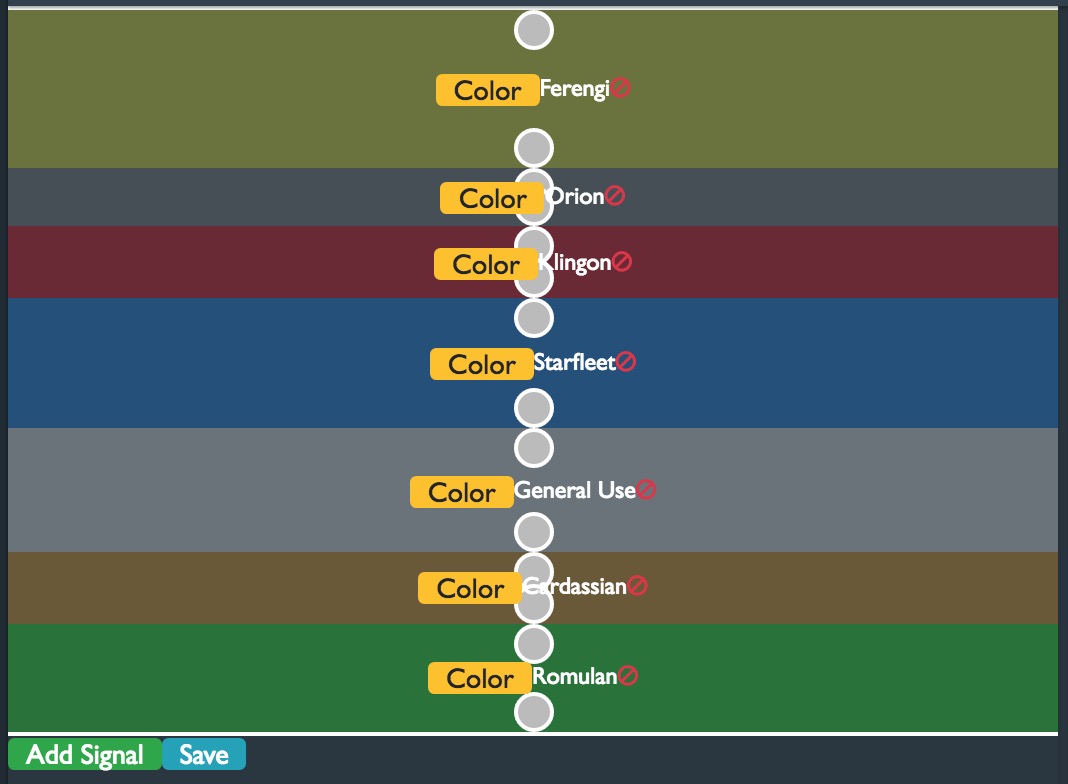 Color Ferengi
Color Orion
Color Klingon
Color Starfleet
Color General Use
Color Cardassian
Color Romulan
Add Signal Save